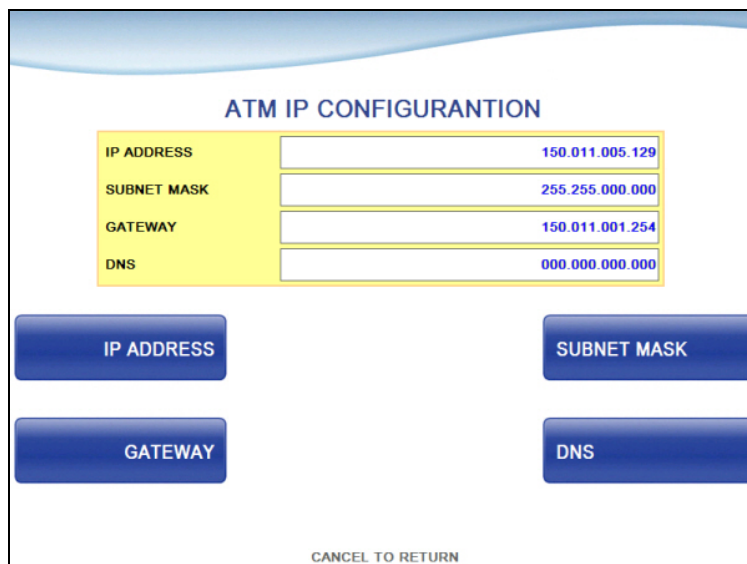 ATM IP CONFIGURANTION
IP ADDRESS 150.011.005.129
SUBNET MASK 255.255.000.000
GATEWAY 150.011.001.254
DNS 000.000.000.000
IP ADDRESS SUBNET MASK
GATEWAY DNS
CANCEL TO RETURN